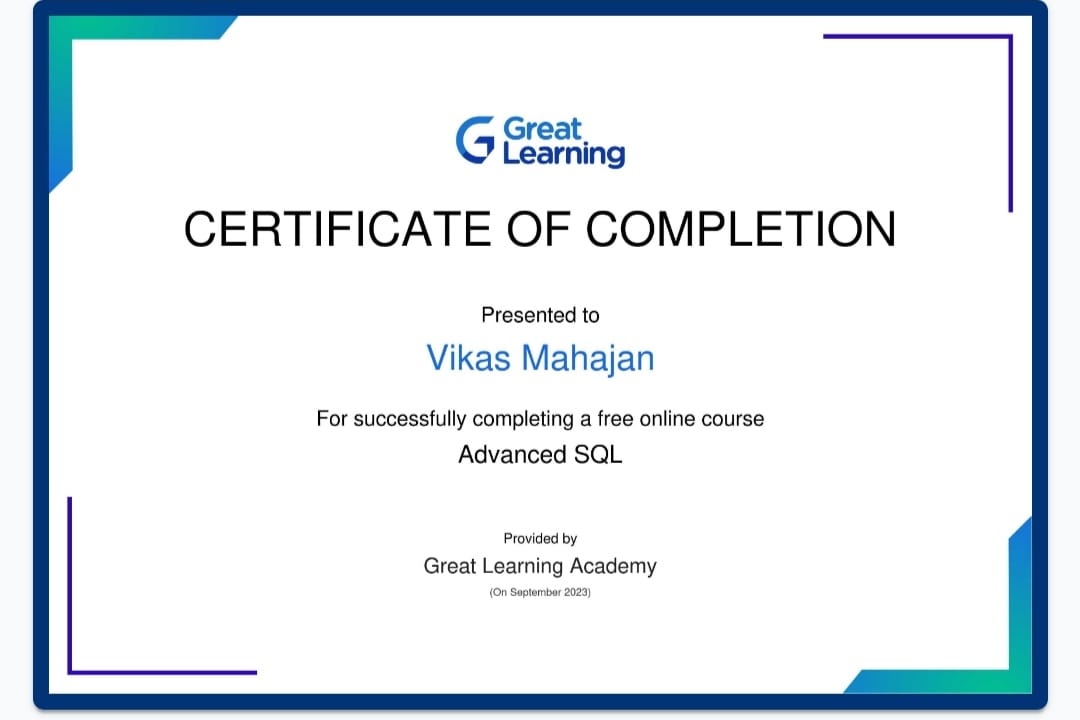 Great
Learning
CERTIFICATE OF COMPLETION
Presented to
Vikas Mahajan
For successfully completing a free online course
Advanced SQL
Provided by
Great Learning Academy
(On September 2023)